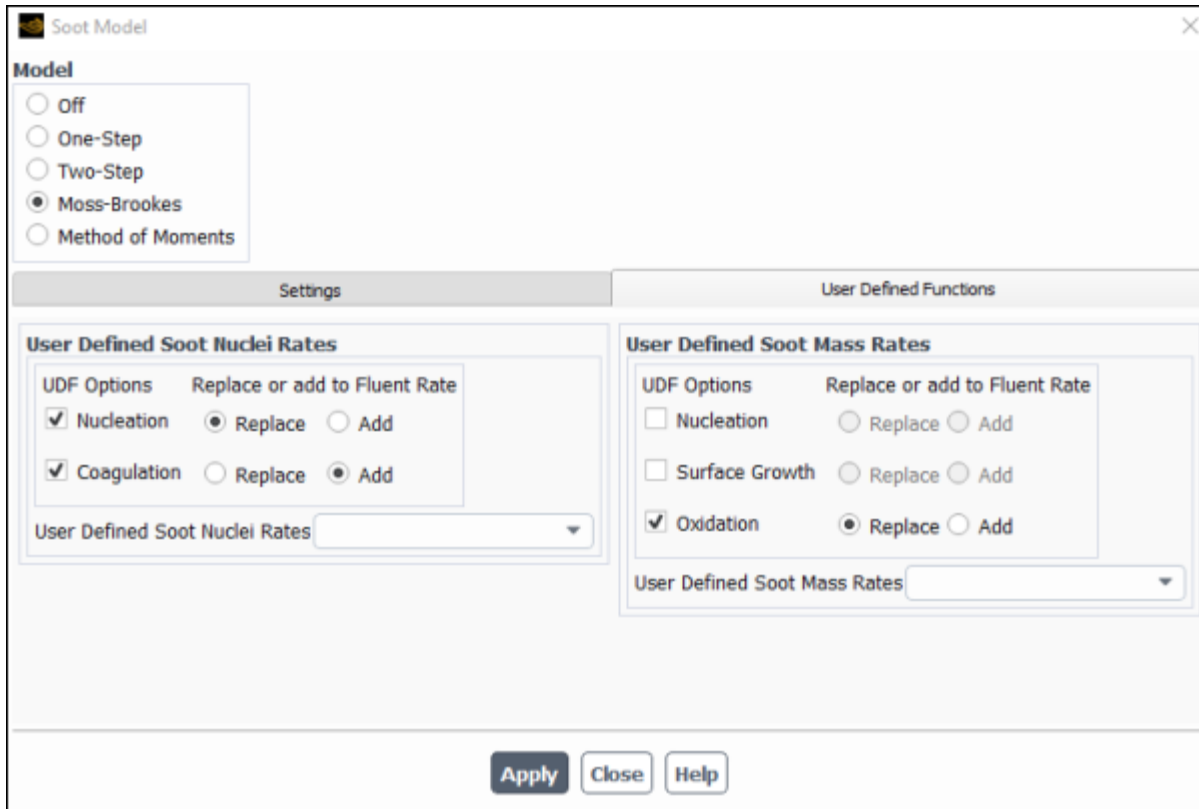 Soot Model
Model
Off
One-Step
Two-Step
Moss-Brookes
Method of Moments
Settings
User Defined Functions
User Defined Soot Nuclei Rates
UDF Options Replace or add to Fluent Rate
Nucleation Replace Add
Coagulation Replace Add
User Defined Soot Nuclei Rates
User Defined Soot Mass Rates
UDF Options Replace or add to Fluent Rate
Nucleation Replace Add
Surface Growth Replace Add
Oxidation Replace Add
User Defined Soot Mass Rates
Apply Close Help